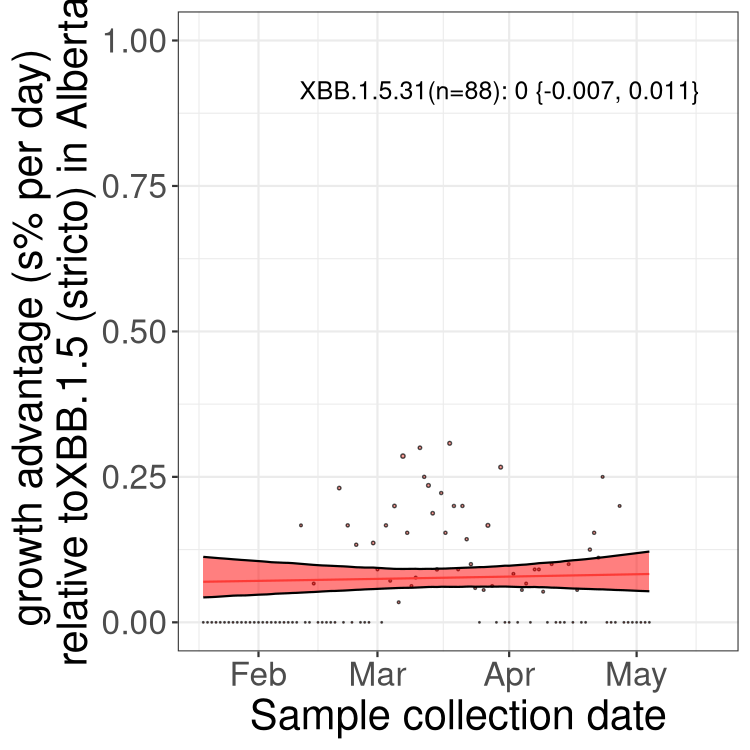 growth advantage (s% per day)
relative toXBB.1.5 (stricto) in Alberta
1.00
XBB.1.5.31(n=88): 0 {-0.007, 0.011}
0.75
0.50
0.25
0.00
Feb Mar Apr May
Sample collection date